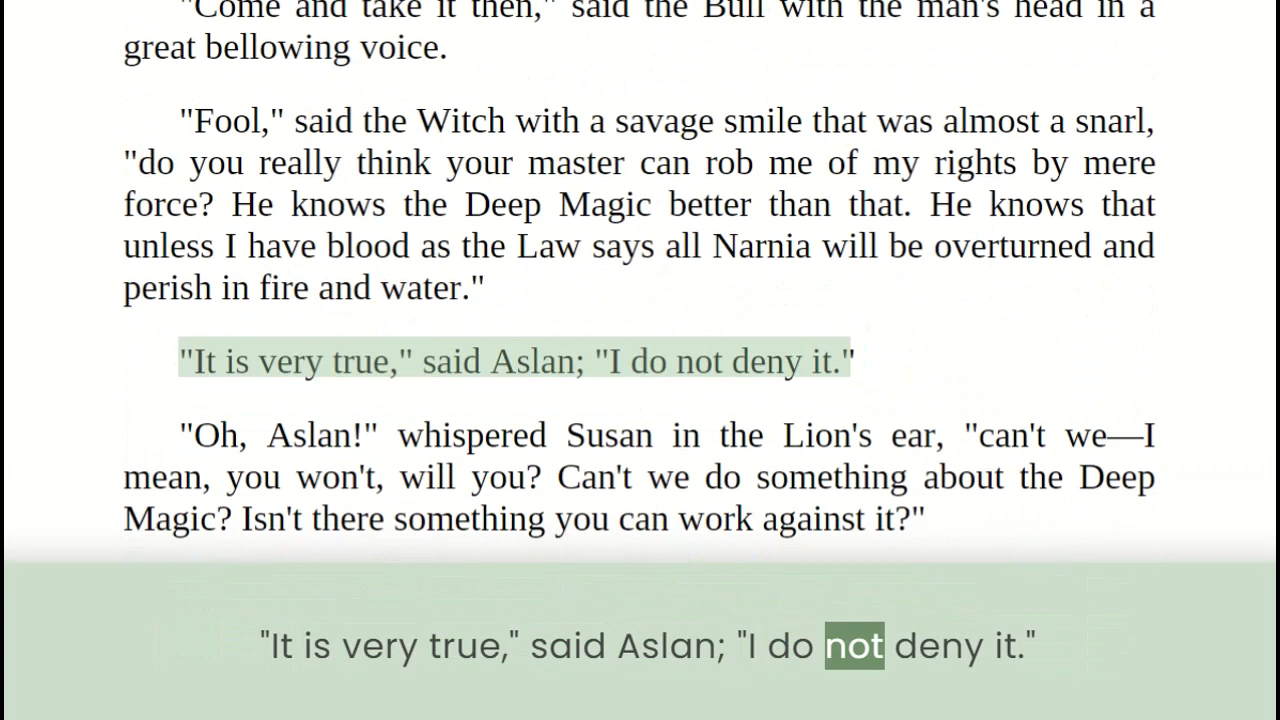 "Come and take it then," said the Bull with the man's head in a
great bellowing voice.
"Fool," said the Witch with a savage smile that was almost a snarl,
"do you really think your master can rob me of my rights by mere
force? He knows the Deep Magic better than that. He knows that
unless I have blood as the Law says all Narnia will be overturned and
perish in fire and water."
"It is very true," said Aslan; "I do not deny it."
"Oh, Aslan!" whispered Susan in the Lion's ear, "can't we—I
mean, you won't, will you? Can't we do something about the Deep
Magic? Isn't there something you can work against it?"
"It is very true," said Aslan; "I do not deny it."